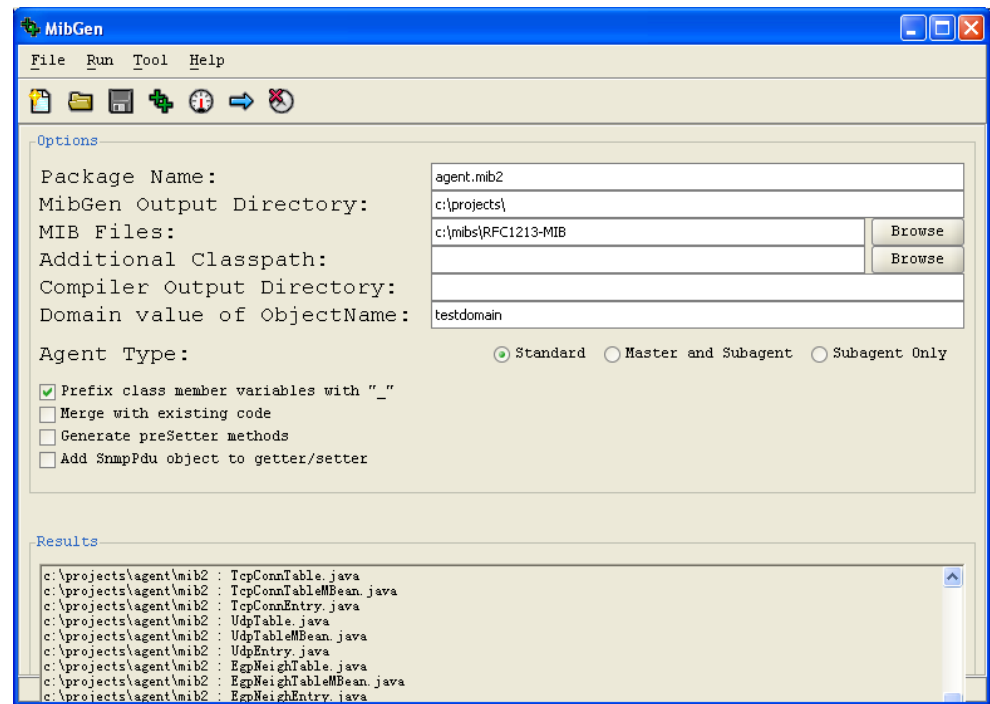 MibGen
File Run Tool Help
Options
Package Name: agent.mib2
MibGen Output Directory: c:\projects\
MIB Files: c:\mibs\RFC1213-MIB Browse
Additional Classpath: Browse
Compiler Output Directory:
Domain value of ObjectName: testdomain
Agent Type: Standard Master and Subagent Subagent Only
Prefix class member variables with "_"
Merge with existing code
Generate preSetter methods
Add SnmpPdu object to getter/setter
Results
c:\projects\agent\mib2 : TcpConnTable.java
c:\projects\agent\mib2 : TcpConnTableMBean.java
c:\projects\agent\mib2 : TcpConnEntry.java
c:\projects\agent\mib2 : UdpTable.java
c:\projects\agent\mib2 : UdpTableMBean.java
c:\projects\agent\mib2 : UdpEntry.java
c:\projects\agent\mib2 : EgpNeighTable.java
c:\projects\agent\mib2 : EgpNeighTableMBean.java
c:\projects\agent\mib2 : EgpNeighEntry.java